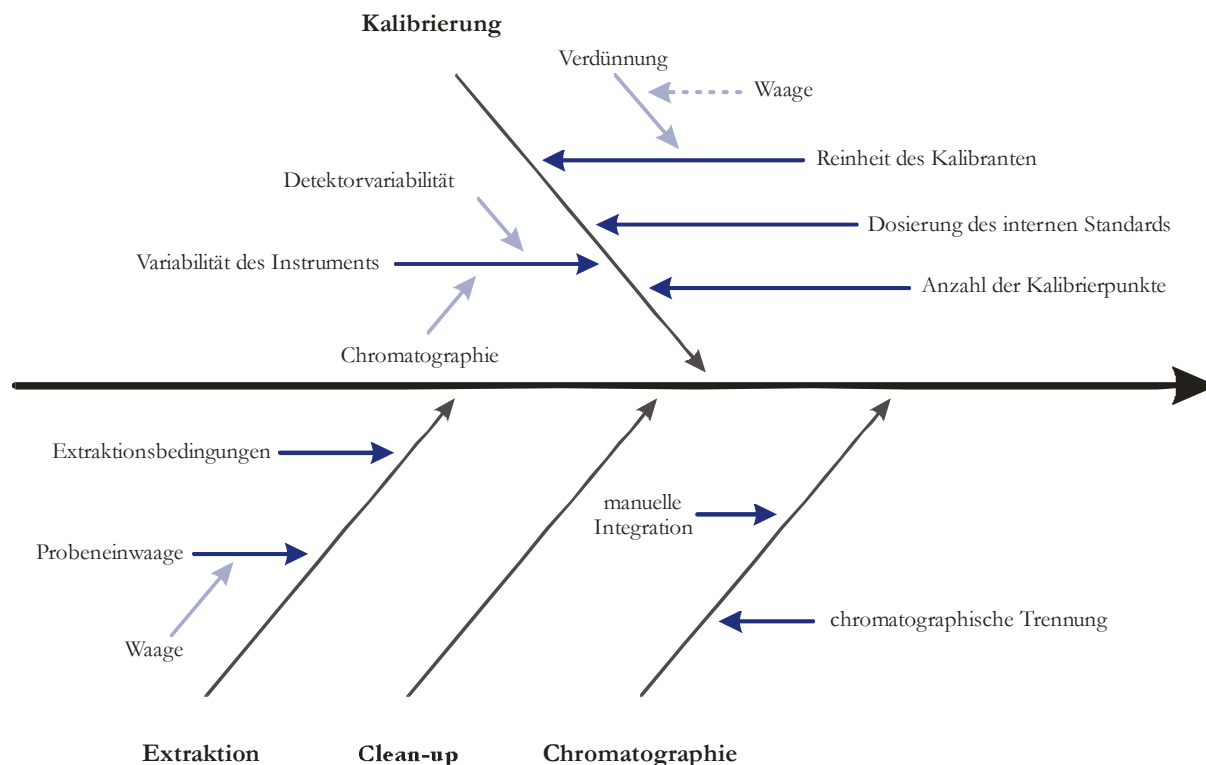 Kalibrierung
Verdünnung
Waage
Reinheit des Kalibranten
Detektorvariabilität
Dosierung des internen Standards
Variabilität des Instruments
Anzahl der Kalibrierpunkte
Chromatographie
Extraktionsbedingungen
manuelle
Integration
Probeneinwaage
chromatographische Trennung
Waage
Extraktion
Clean-up
Chromatographie